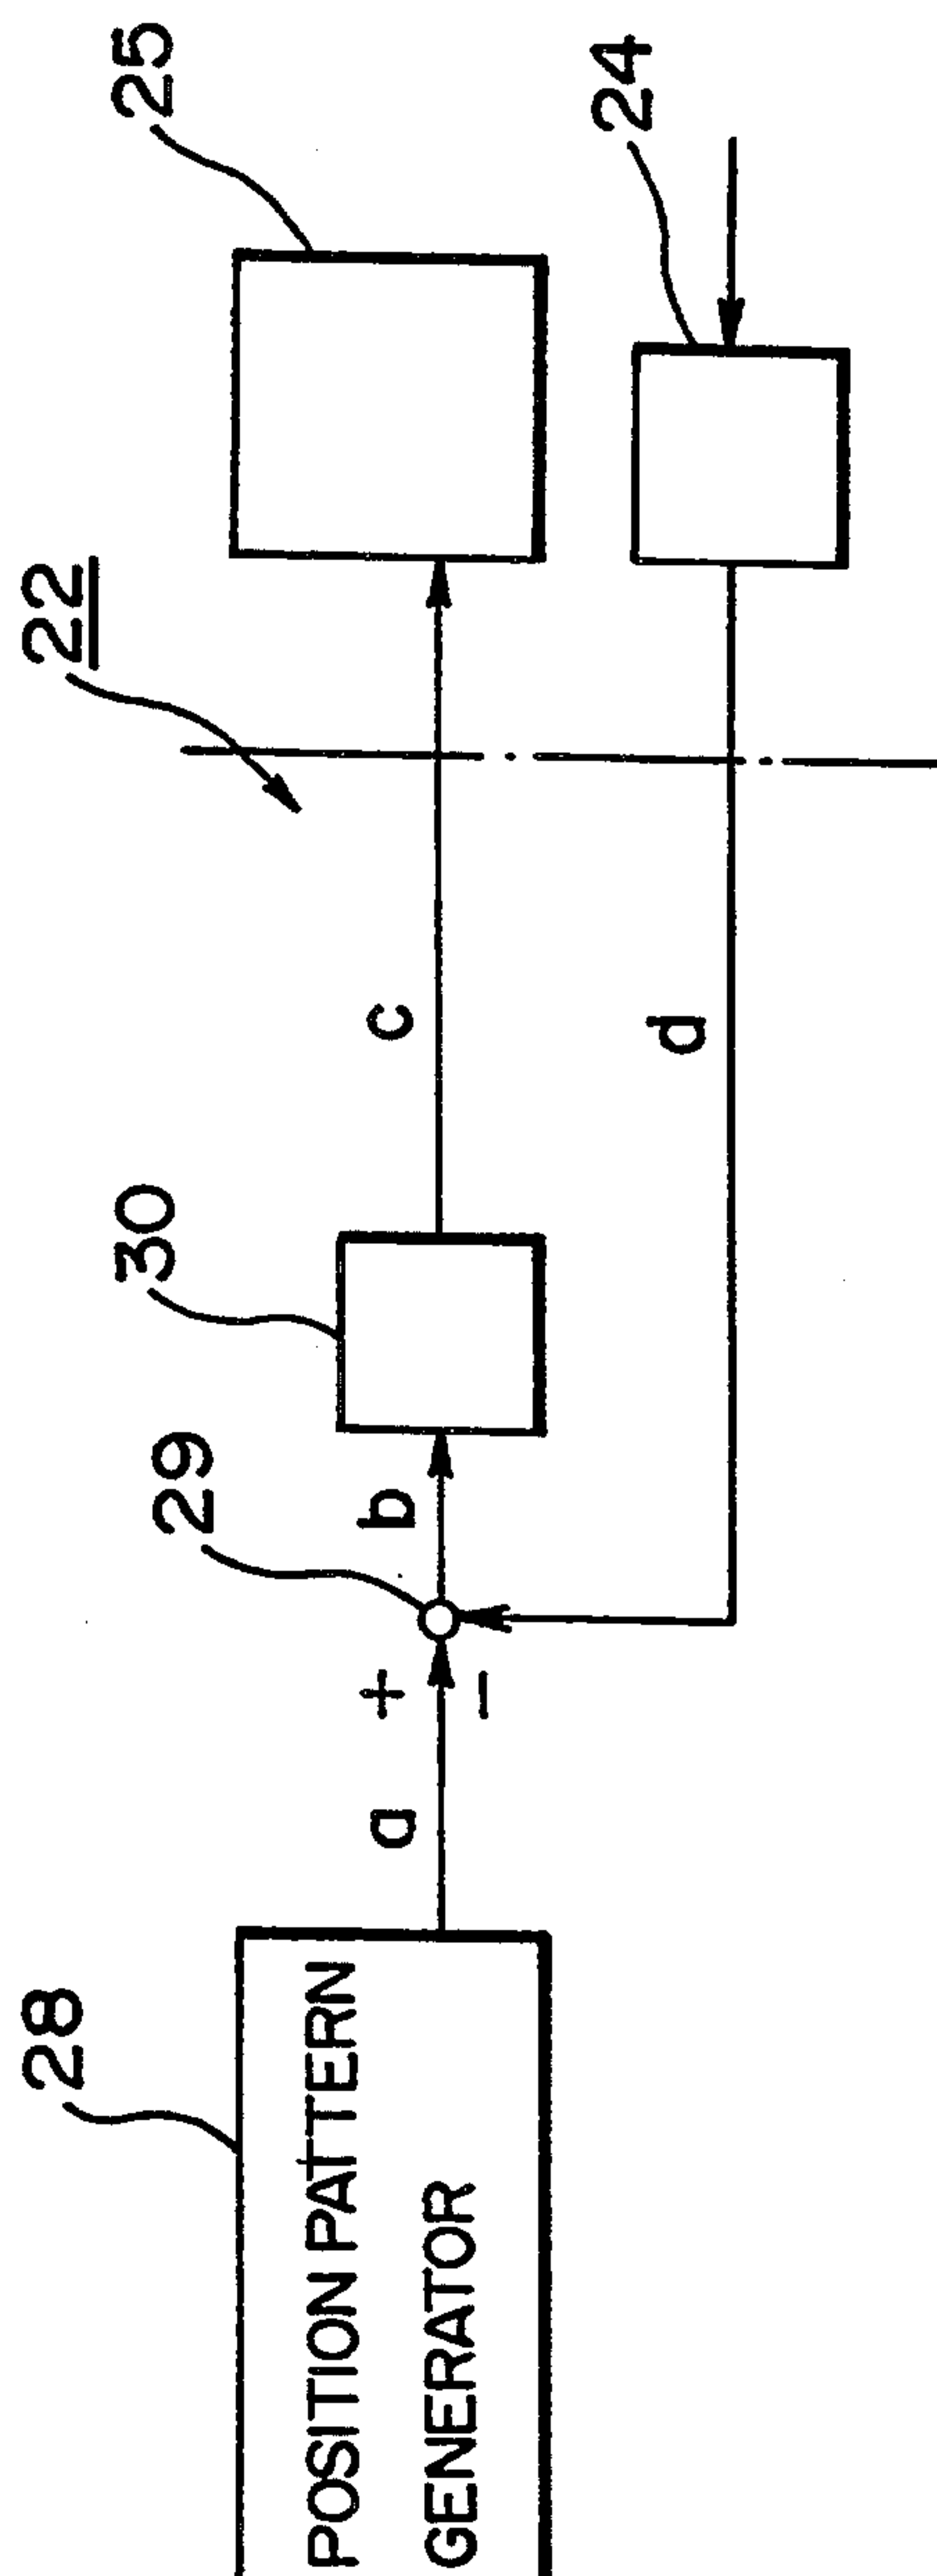 28
POSITION PATTERN
GENERATOR
a
+
−
29
b
30
c
d
22
25
24